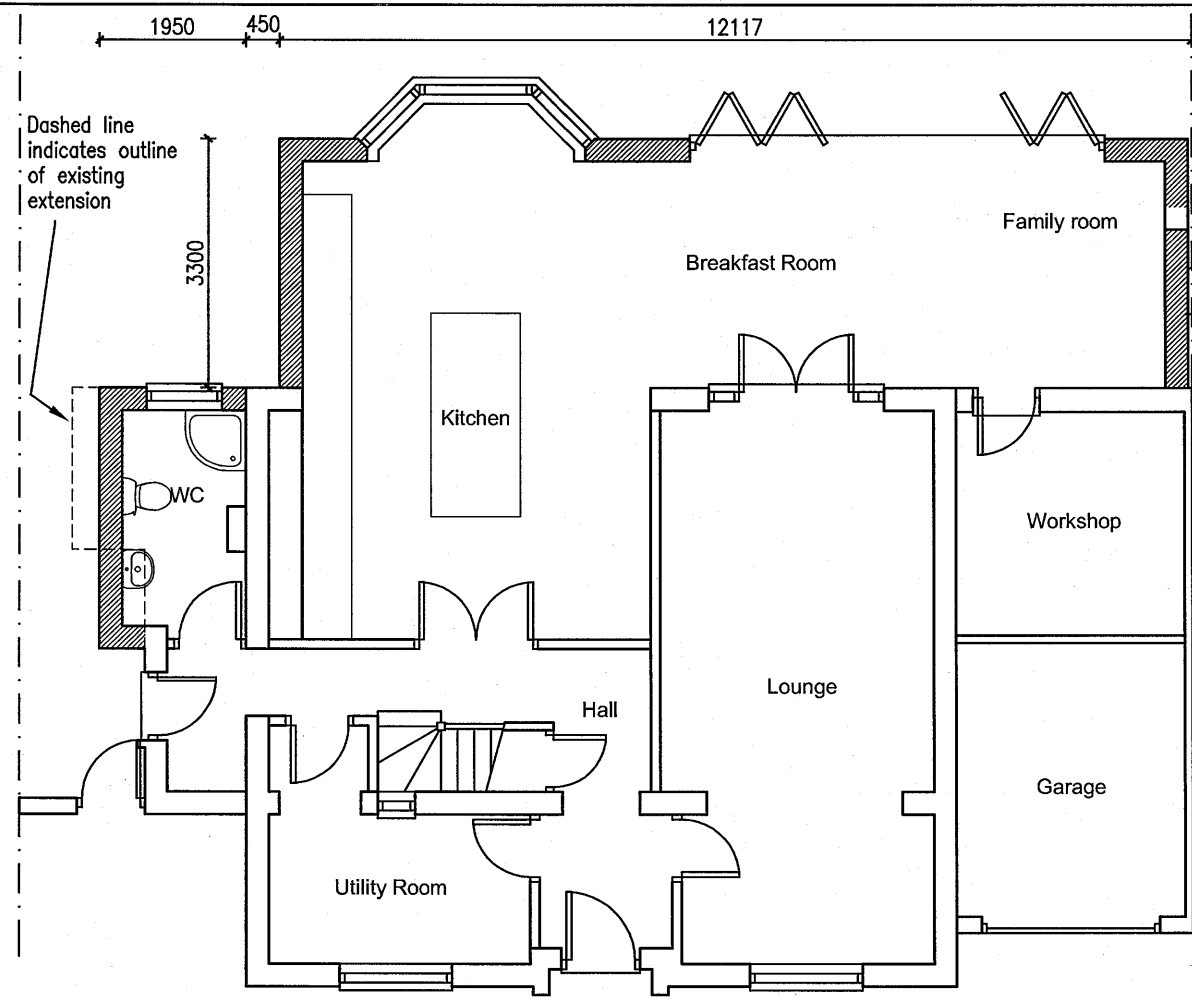 1950
450
12117
Dashed line
indicates outline
of existing
extension
3300
Family room
Breakfast Room
Kitchen
WC
Workshop
Lounge
Hall
Garage
Utility Room